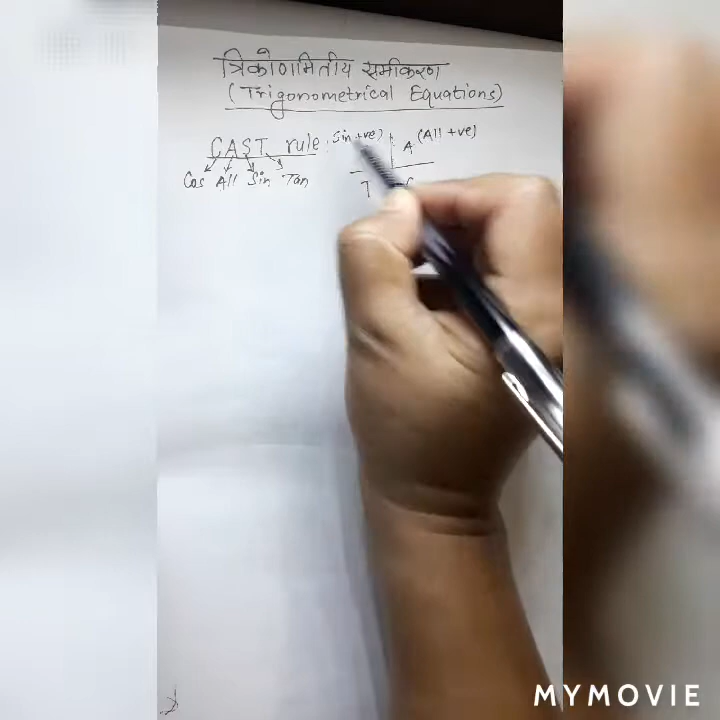 त्रिकोणमितीय समीकरण
(Trigonometrical Equations)
CAST rule: (Sin +ve) A (All +ve)
Cos All Sin Tan T C
MYMOVIE